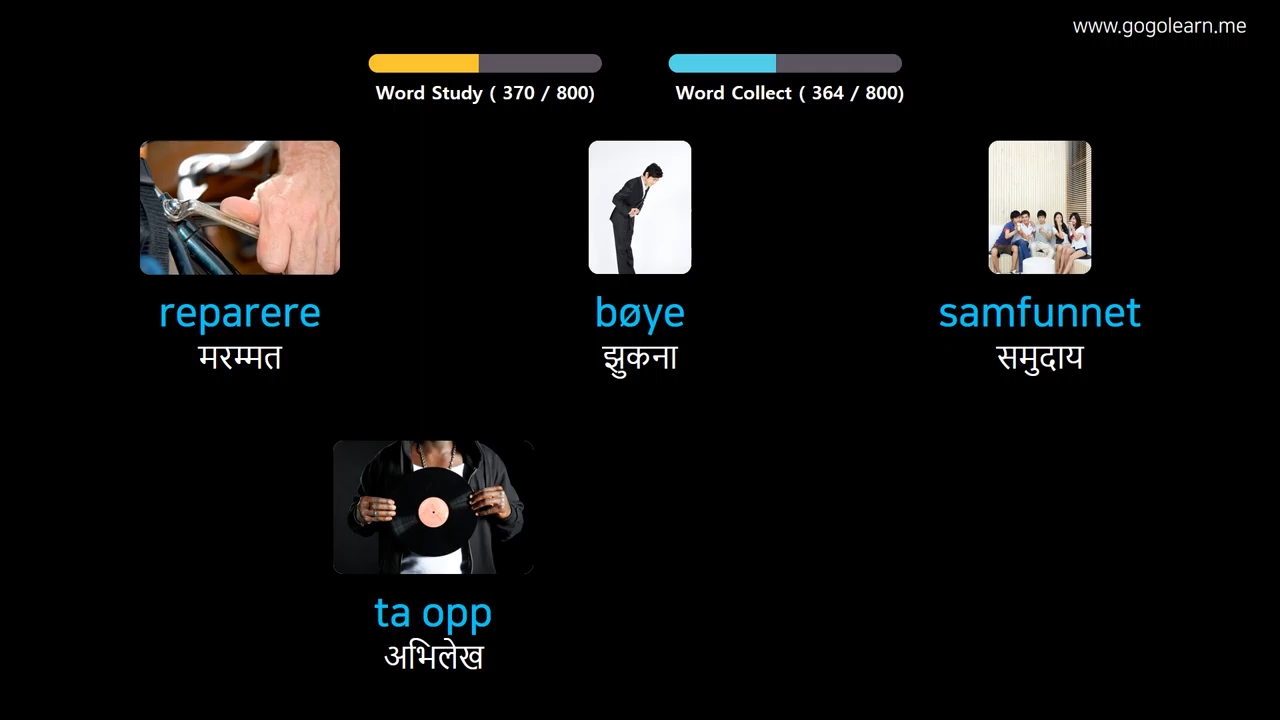 www.gogolearn.me
Word Study ( 370 / 800)
Word Collect ( 364 / 800)
reparere
मरम्मत
bøye
झुकना
samfunnet
समुदाय
ta opp
अभिलेख